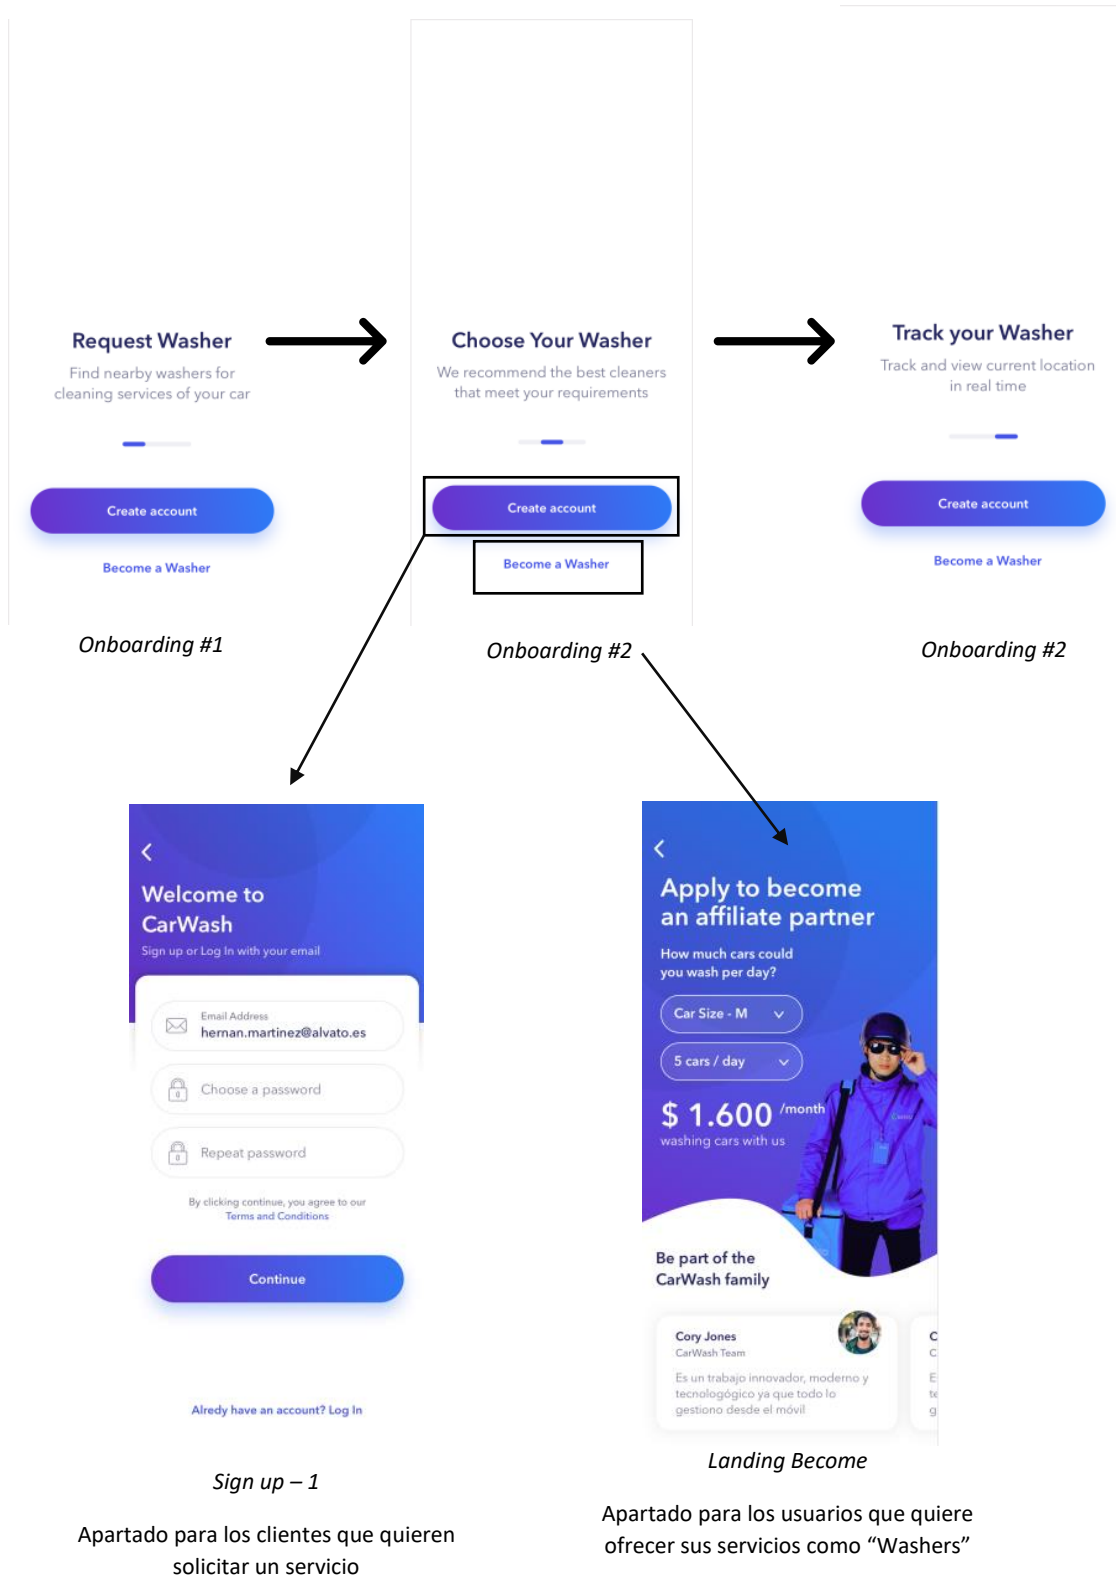 Request Washer
Find nearby washers for
cleaning services of your car
Create account
Become a Washer
Onboarding #1
Choose Your Washer
We recommend the best cleaners
that meet your requirements
Create account
Become a Washer
Onboarding #2
Track your Washer
Track and view current location
in real time
Create account
Become a Washer
Onboarding #2
Welcome to
CarWash
Sign up or Log In with your email
Email Address
hernan.martinez@alvato.es
Choose a password
Repeat password
By clicking continue, you agree to our
Terms and Conditions
Continue
Alredy have an account? Log In
Sign up – 1
Apartado para los clientes que quieren
solicitar un servicio
Apply to become
an affiliate partner
How much cars could
you wash per day?
Car Size - M
5 cars / day
$ 1.600 /month
washing cars with us
Be part of the
CarWash family
Cory Jones
CarWash Team
Es un trabajo innovador, moderno y
tecnologógico ya que todo lo
gestiono desde el móvil
C
C
E
te
g
Landing Become
Apartado para los usuarios que quiere
ofrecer sus servicios como “Washers”